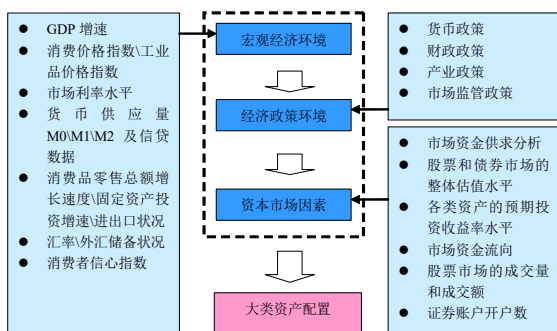 GDP 增速
消费价格指数\工业
品价格指数
市场利率水平
货币供应量
M0\M1\M2 及信贷
数据
消费品零售总额增
长速度\固定资产投
资增速\进出口状况
汇率\外汇储备状况
消费者信心指数
宏观经济环境
经济政策环境
资本市场因素
大类资产配置
货币政策
财政政策
产业政策
市场监管政策
市场资金供求分析
股票和债券市场的
整体估值水平
各类资产的预期投
资收益率水平
市场资金流向
股票市场的成交量
和成交额
证券账户开户数